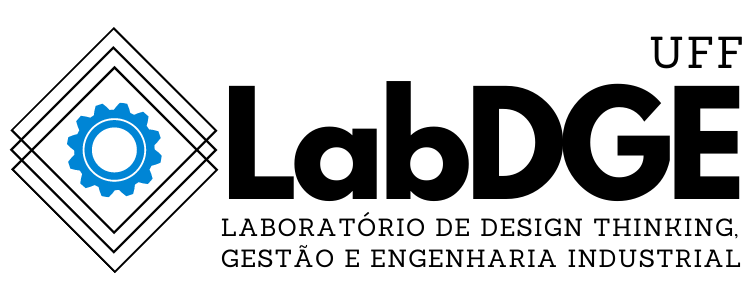 UFF
LabDGE
LABORATÓRIO DE DESIGN THINKING,
GESTÃO E ENGENHARIA INDUSTRIAL